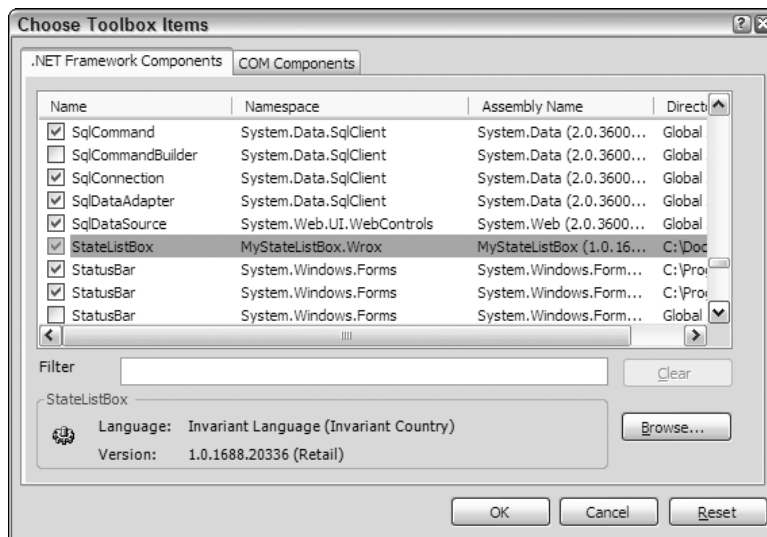 Choose Toolbox Items
.NET Framework Components COM Components
Name Namespace Assembly Name Direct
SqlCommand System.Data.SqlClient System.Data (2.0.3600... Global
SqlCommandBuilder System.Data.SqlClient System.Data (2.0.3600... Global
SqlConnection System.Data.SqlClient System.Data (2.0.3600... Global
SqlDataAdapter System.Data.SqlClient System.Data (2.0.3600... Global
SqlDataSource System.Web.UI.WebControls System.Web (2.0.3600... Global
StateListBox MyStateListBox.Wrox MyStateListBox (1.0.16... C:\Doc
StatusBar System.Windows.Forms System.Windows.Form... C:\Pro
StatusBar System.Windows.Forms System.Windows.Form... C:\Pro
StatusBar System.Windows.Forms System.Windows.Form... Global
Filter Clear
StateListBox
Language: Invariant Language (Invariant Country) Browse...
Version: 1.0.1688.20336 (Retail)
OK Cancel Reset